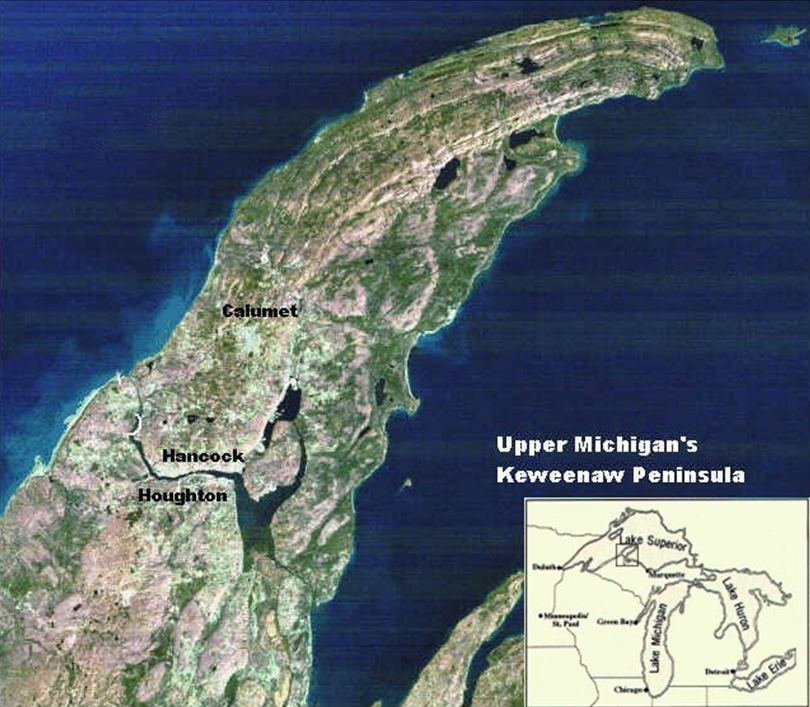 Calumet
Hancock
Houghton
Upper Michigan's
Keweenaw Peninsula
Lake Superior
Duluth
Marquette
Minneapolis/
St. Paul
Green Bay
Lake Michigan
Lake Huron
Detroit
Lake Erie
Chicago